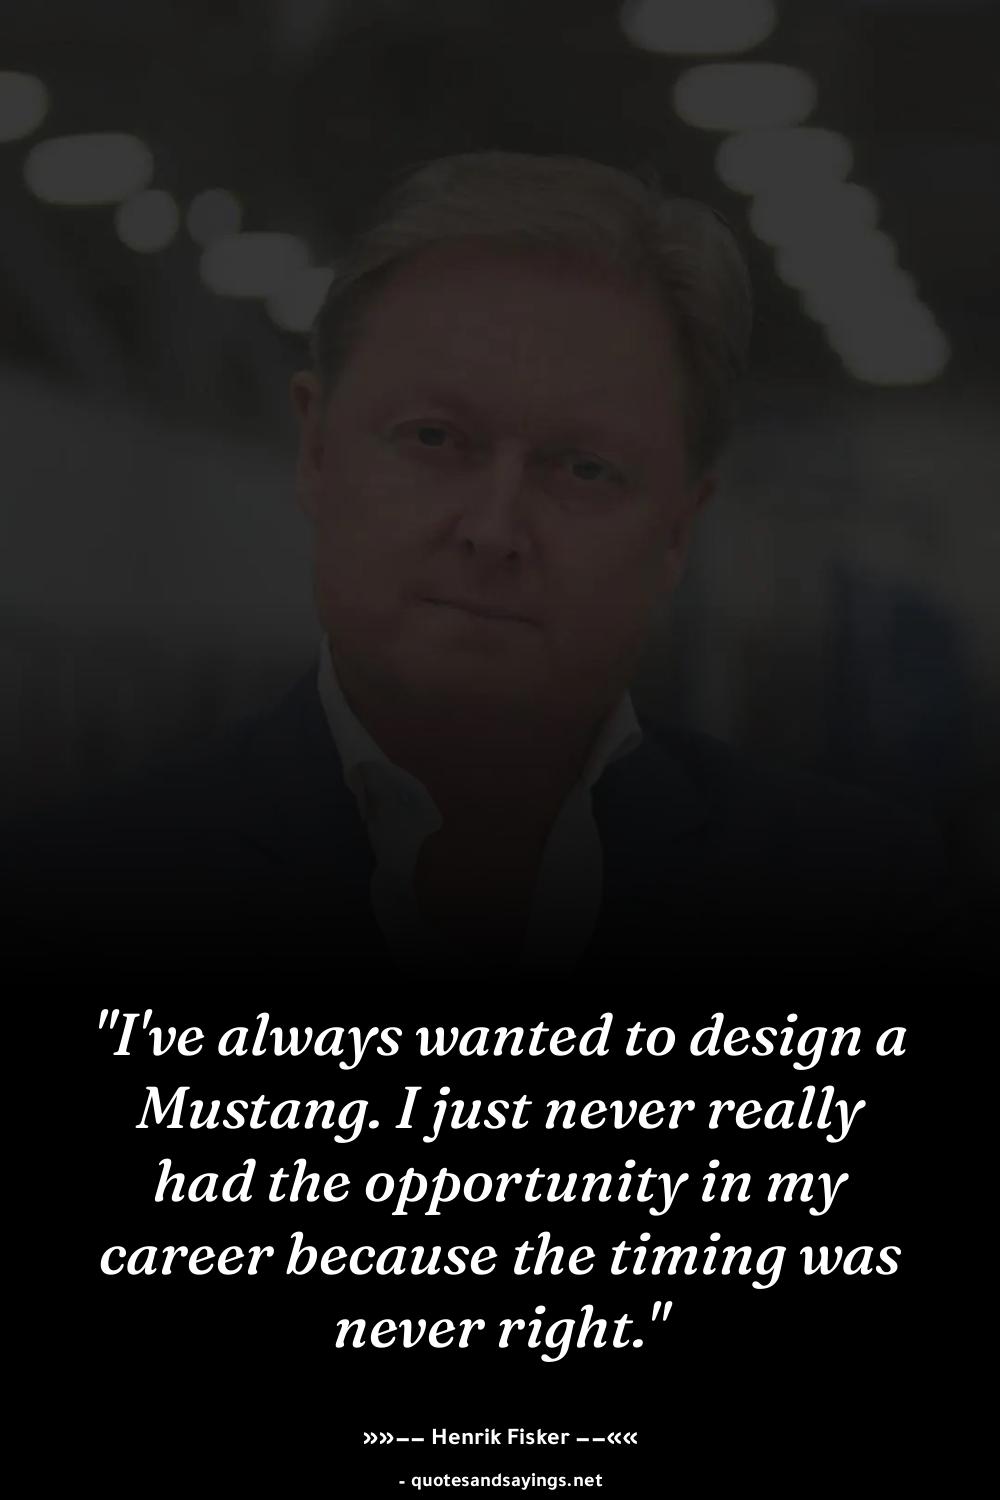 "I've always wanted to design a
Mustang. I just never really
had the opportunity in my
career because the timing was
never right."
»»–– Henrik Fisker ––««
- quotesandsayings.net